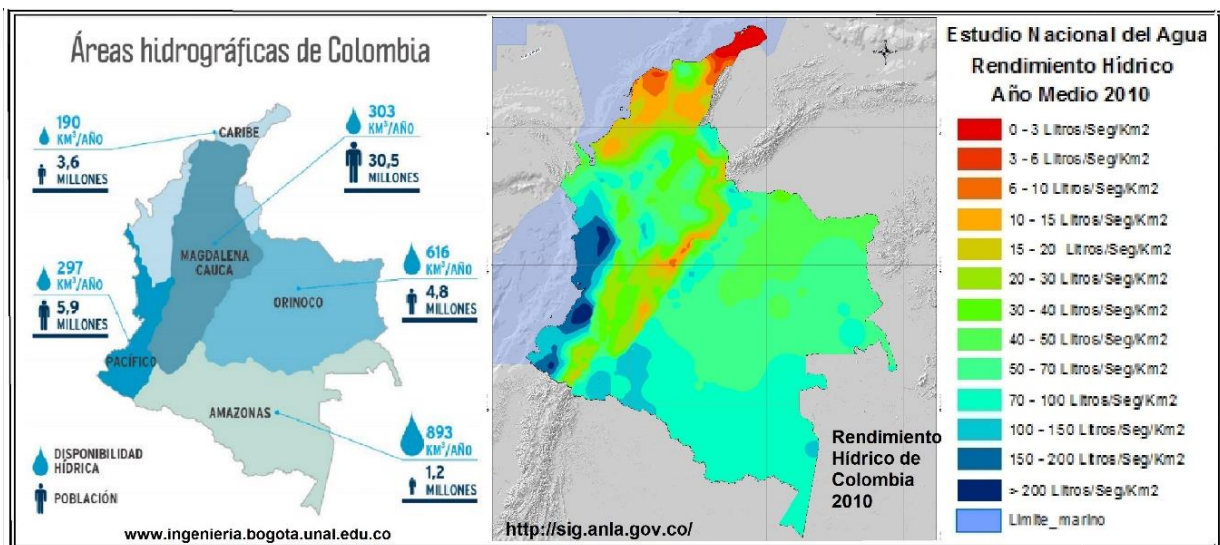 Áreas hidrográficas de Colombia
190
KM³/AÑO
3,6
MILLONES
CARIBE
303
KM³/AÑO
30,5
MILLONES
MAGDALENA
CAUCA
297
KM³/AÑO
5,9
MILLONES
PACÍFICO
616
KM³/AÑO
4,8
MILLONES
ORINOCO
AMAZONAS
893
KM³/AÑO
1,2
MILLONES
DISPONIBILIDAD
HÍDRICA
POBLACIÓN
www.ingenieria.bogota.unal.edu.co
http://sig.anla.gov.co/
Rendimiento
Hídrico de
Colombia
2010
Estudio Nacional del Agua
Rendimiento Hídrico
Año Medio 2010
0 - 3 Litros/Seg/Km2
3 - 6 Litros/Seg/Km2
6 - 10 Litros/Seg/Km2
10 - 15 Litros/Seg/Km2
15 - 20 Litros/Seg/Km2
20 - 30 Litros/Seg/Km2
30 - 40 Litros/Seg/Km2
40 - 50 Litros/Seg/Km2
50 - 70 Litros/Seg/Km2
70 - 100 Litros/Seg/Km2
100 - 150 Litros/Seg/Km2
150 - 200 Litros/Seg/Km2
> 200 Litros/Seg/Km2
Limite_marino